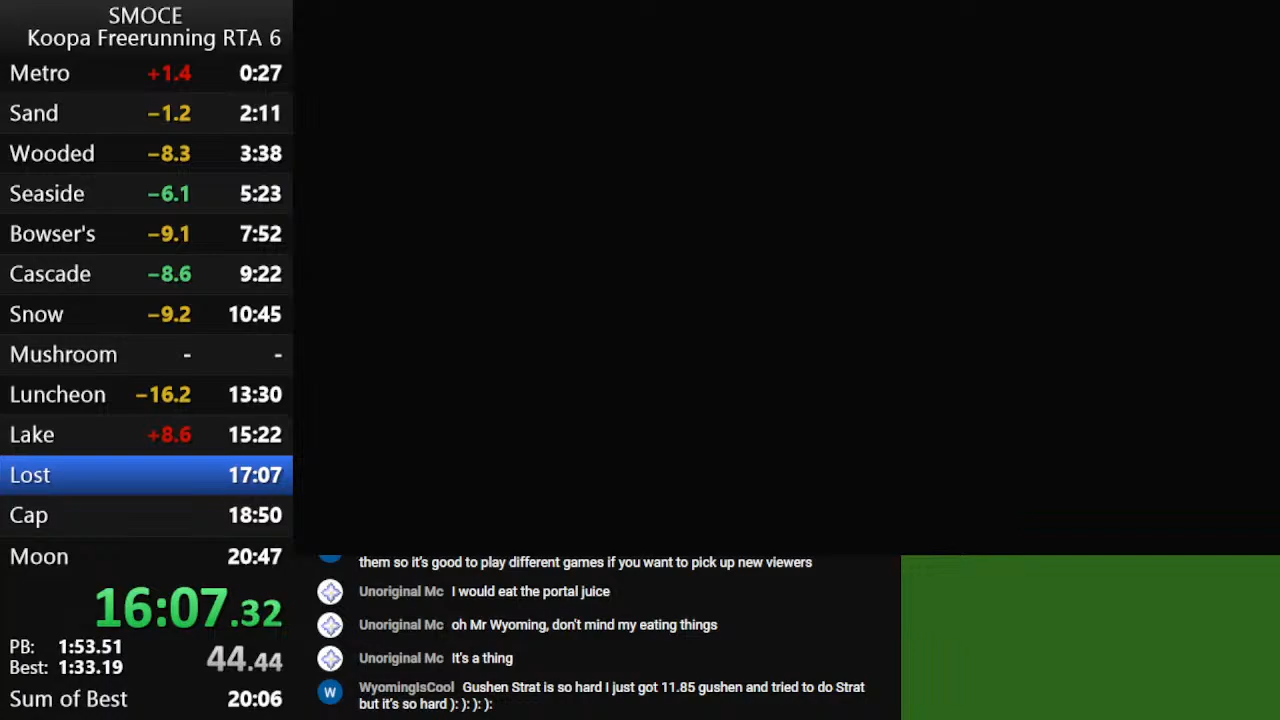 SMOCE
Koopa Freerunning RTA 6
Metro +1.4 0:27
Sand −1.2 2:11
Wooded −8.3 3:38
Seaside −6.1 5:23
Bowser's −9.1 7:52
Cascade −8.6 9:22
Snow −9.2 10:45
Mushroom - -
Luncheon −16.2 13:30
Lake +8.6 15:22
Lost 17:07
Cap 18:50
Moon 20:47
16:07.32
PB: 1:53.51
Best: 1:33.19
44.44
Sum of Best 20:06
them so it's good to play different games if you want to pick up new viewers
Unoriginal Mc I would eat the portal juice
Unoriginal Mc oh Mr Wyoming, don't mind my eating things
Unoriginal Mc It's a thing
W WyomingIsCool Gushen Strat is so hard I just got 11.85 gushen and tried to do Strat
but it's so hard ): ): ): ):